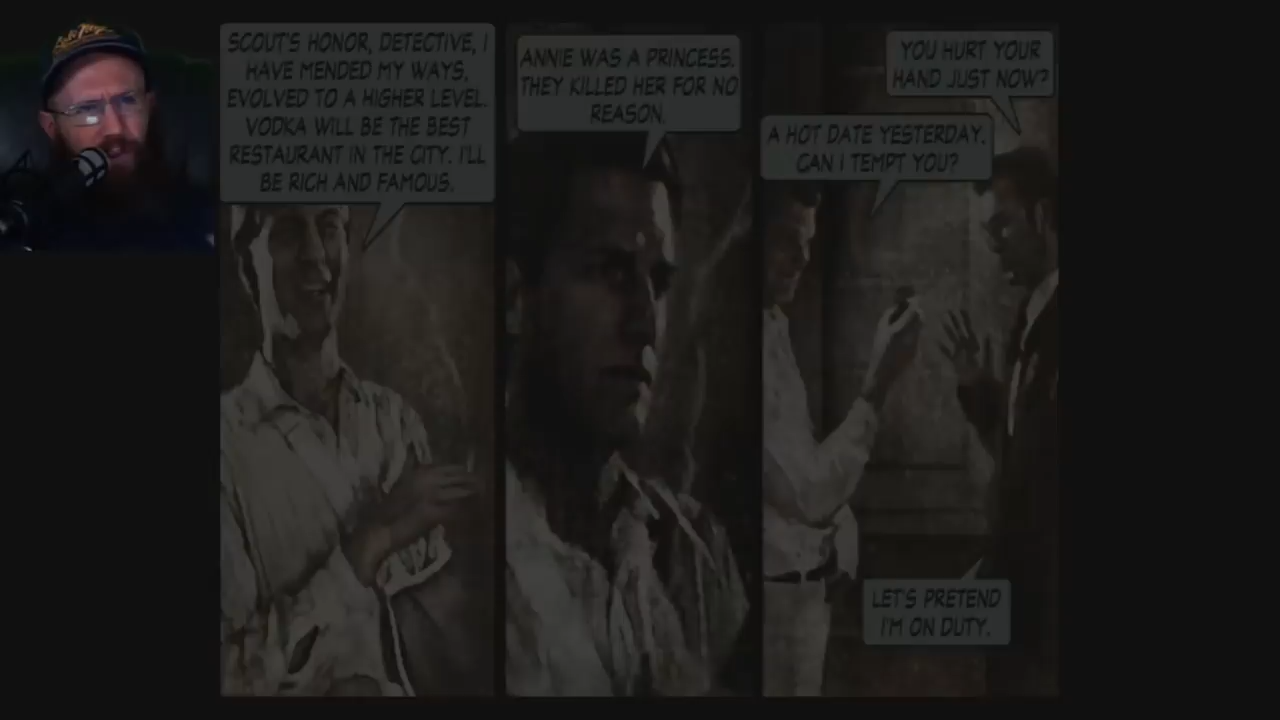 SCOUT'S HONOR, DETECTIVE, I
HAVE MENDED MY WAYS,
EVOLVED TO A HIGHER LEVEL.
VODKA WILL BE THE BEST
RESTAURANT IN THE CITY. I'LL
BE RICH AND FAMOUS.
ANNIE WAS A PRINCESS.
THEY KILLED HER FOR NO
REASON.
YOU HURT YOUR
HAND JUST NOW?
A HOT DATE YESTERDAY.
CAN I TEMPT YOU?
LET'S PRETEND
I'M ON DUTY.